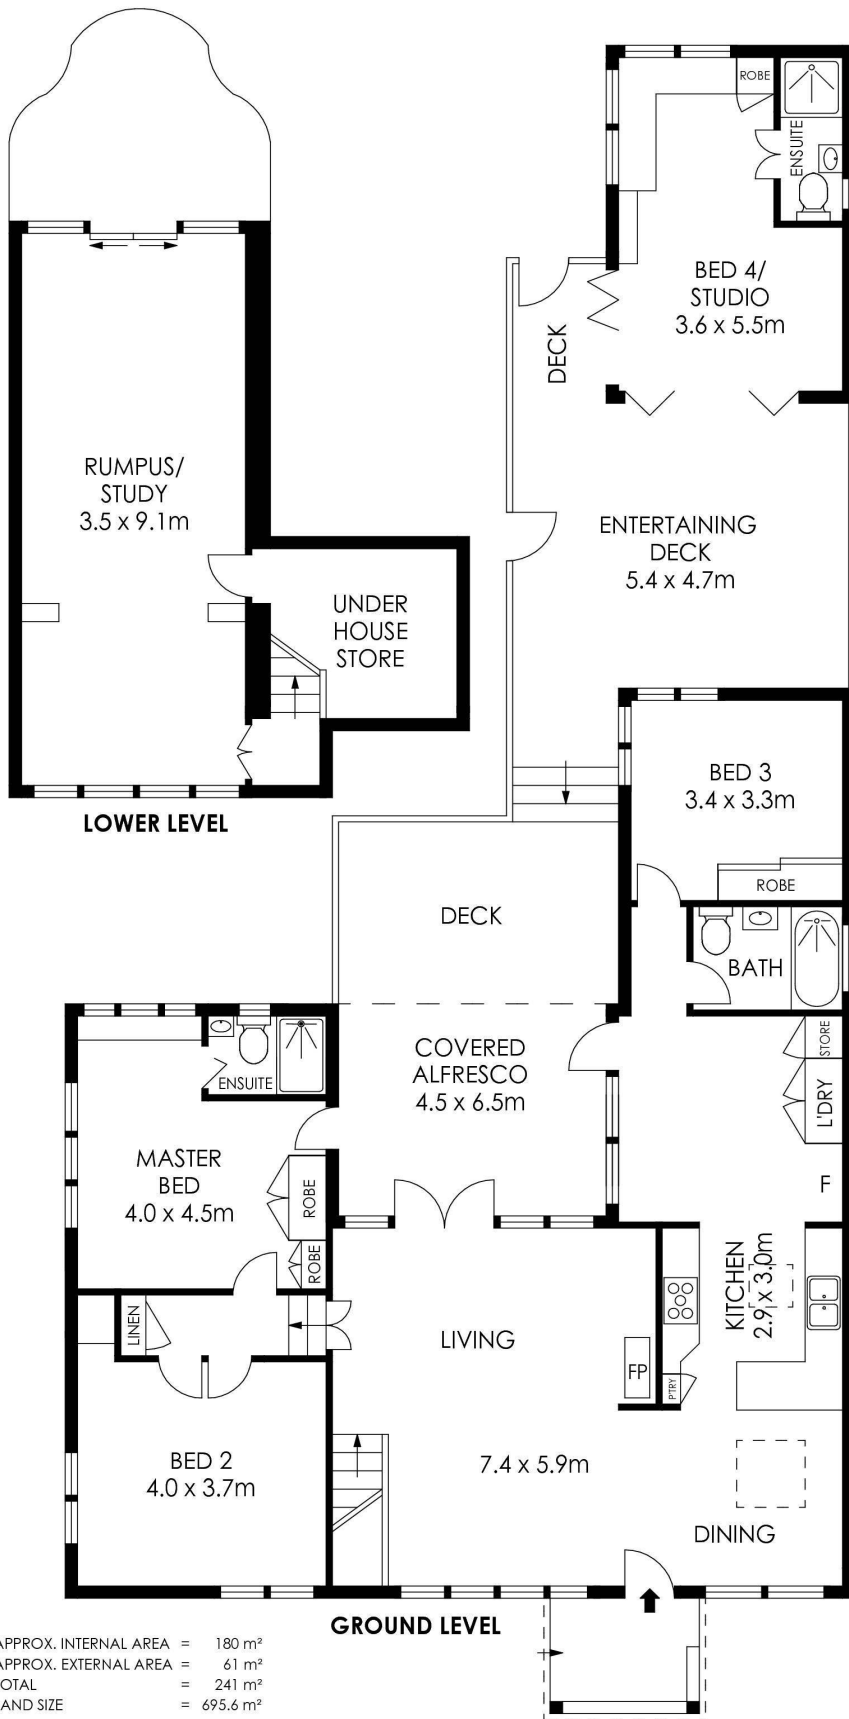 ROBE
ENSUITE
BED 4/
STUDIO
3.6 x 5.5m
DECK
RUMPUS/
STUDY
3.5 x 9.1m
ENTERTAINING
DECK
5.4 x 4.7m
UNDER
HOUSE
STORE
LOWER LEVEL
BED 3
3.4 x 3.3m
ROBE
DECK
BATH
COVERED
ALFRESCO
4.5 x 6.5m
STORE
L'DRY
F
ENSUITE
MASTER
BED
4.0 x 4.5m
ROBE
ROBE
KITCHEN
2.9 x 3.0m
LINEN
LIVING
FP
PTRY
BED 2
4.0 x 3.7m
7.4 x 5.9m
DINING
GROUND LEVEL
APPROX. INTERNAL AREA = 180 m²
APPROX. EXTERNAL AREA = 61 m²
OTAL = 241 m²
AND SIZE = 695.6 m²